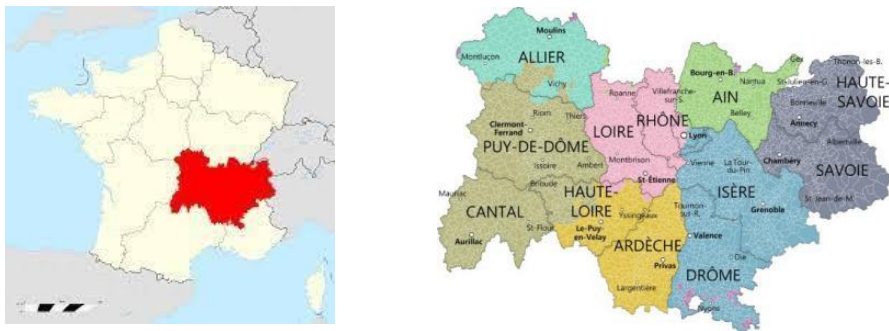 Moulins
Montluçon
ALLIER
Vichy
Bourg-en-B.
Nantua
Gex
Thonon-les-B.
St-Julien-en-G.
HAUTE-
SAVOIE
Bonneville
Annecy
Roanne
Villefranche-
sur-S.
AIN
Belley
Riom
Thiers
Clermont-
Ferrand
PUY-DE-DÔME
LOIRE
RHÔNE
Lyon
Albertville
Chambéry
SAVOIE
Montbrison
Vienne
La Tour-
du-Pin
Issoire
Ambert
St-Étienne
ISÈRE
St-Jean-de-M.
Mauriac
Brioude
HAUTE-
LOIRE
Yssingeaux
Tournon-
sur-R.
Grenoble
CANTAL
St-Flour
Le-Puy-
en-Velay
Aurillac
ARDÈCHE
Valence
Privas
Die
DRÔME
Largentière
Nyons